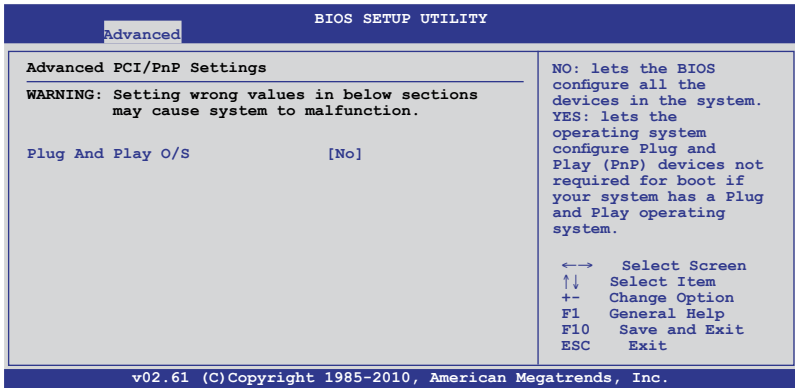 BIOS SETUP UTILITY
Advanced
Advanced PCI/PnP Settings
WARNING: Setting wrong values in below sections
may cause system to malfunction.
Plug And Play O/S [No]
NO: lets the BIOS
configure all the
devices in the system.
YES: lets the
operating system
configure Plug and
Play (PnP) devices not
required for boot if
your system has a Plug
and Play operating
system.
←→ Select Screen
↑↓ Select Item
+- Change Option
F1 General Help
F10 Save and Exit
ESC Exit
v02.61 (C)Copyright 1985-2010, American Megatrends, Inc.